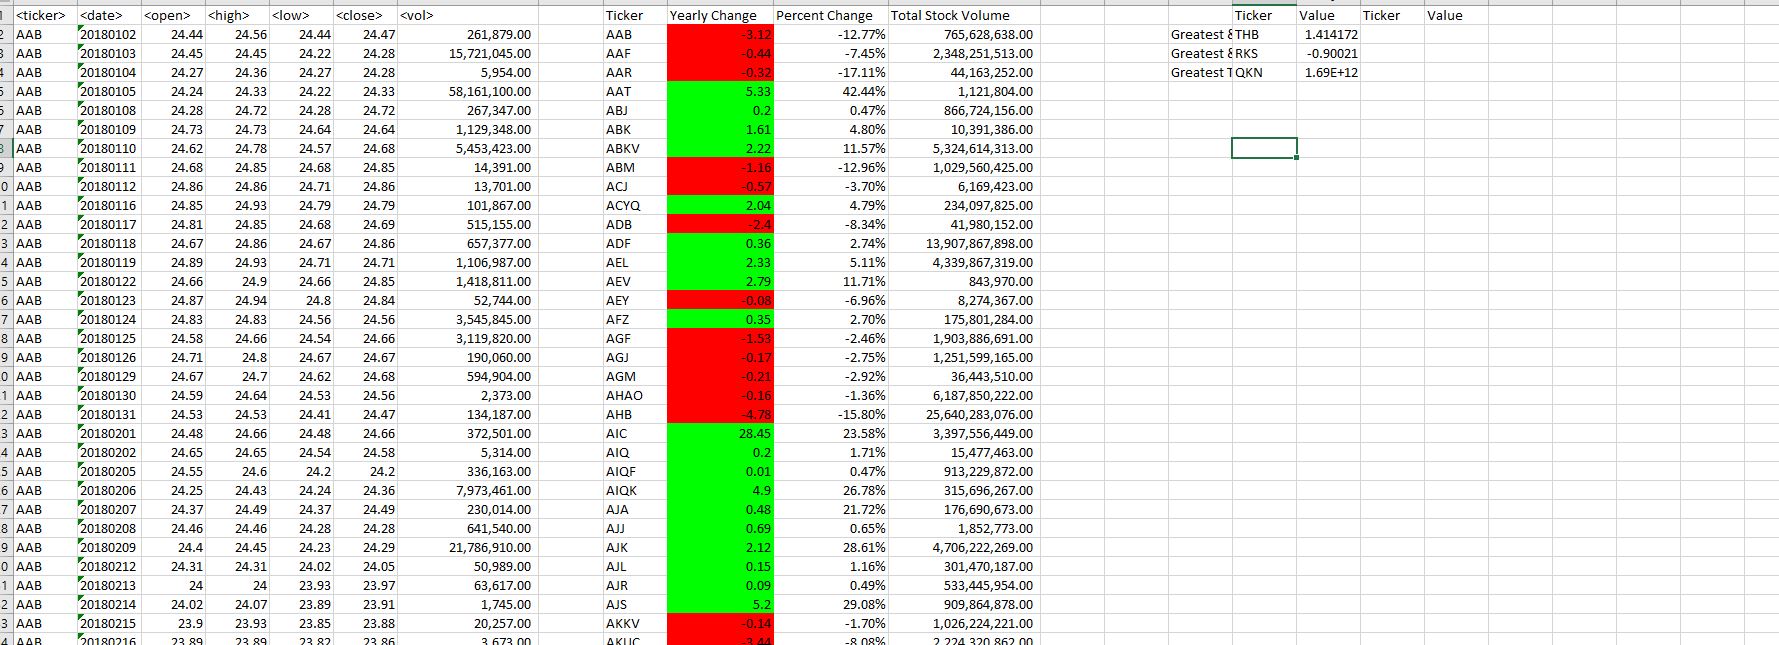 1 <ticker> <date> <open> <high> <low> <close> <vol> Ticker Yearly Change Percent Change Total Stock Volume Ticker Value Ticker Value
2 AAB 20180102 24.44 24.56 24.44 24.47 261,879.00 AAB -3.12 -12.77% 765,628,638.00 Greatest THB 1.414172
3 AAB 20180103 24.45 24.45 24.22 24.28 15,721,045.00 AAF -0.44 -7.45% 2,348,251,513.00 Greatest RKS -0.90021
4 AAB 20180104 24.27 24.36 24.27 24.28 5,954.00 AAR -0.32 -17.11% 44,163,252.00 Greatest T QKN 1.69E+12
5 AAB 20180105 24.24 24.33 24.22 24.33 58,161,100.00 AAT 5.33 42.44% 1,121,804.00
6 AAB 20180108 24.28 24.72 24.28 24.72 267,347.00 ABJ 0.2 0.47% 866,724,156.00
7 AAB 20180109 24.73 24.73 24.64 24.64 1,129,348.00 ABK 1.61 4.80% 10,391,386.00
8 AAB 20180110 24.62 24.78 24.57 24.68 5,453,423.00 ABKV 2.22 11.57% 5,324,614,313.00
9 AAB 20180111 24.68 24.85 24.68 24.85 14,391.00 ABM -1.16 -12.96% 1,029,560,425.00
0 AAB 20180112 24.86 24.86 24.71 24.86 13,701.00 ACJ -0.57 -3.70% 6,169,423.00
1 AAB 20180116 24.85 24.93 24.79 24.79 101,867.00 ACYQ 2.04 4.79% 234,097,825.00
2 AAB 20180117 24.81 24.85 24.68 24.69 515,155.00 ADB -2.4 -8.34% 41,980,152.00
3 AAB 20180118 24.67 24.86 24.67 24.86 657,377.00 ADF 0.36 2.74% 13,907,867,898.00
4 AAB 20180119 24.89 24.93 24.71 24.71 1,106,987.00 AEL 2.33 5.11% 4,339,867,319.00
5 AAB 20180122 24.66 24.9 24.66 24.85 1,418,811.00 AEV 2.79 11.71% 843,970.00
6 AAB 20180123 24.87 24.94 24.8 24.84 52,744.00 AEY -0.08 -6.96% 8,274,367.00
7 AAB 20180124 24.83 24.83 24.56 24.56 3,545,845.00 AFZ 0.35 2.70% 175,801,284.00
8 AAB 20180125 24.58 24.66 24.54 24.66 3,119,820.00 AGF -1.53 -2.46% 1,903,886,691.00
9 AAB 20180126 24.71 24.8 24.67 24.67 190,060.00 AGJ -0.17 -2.75% 1,251,599,165.00
0 AAB 20180129 24.67 24.7 24.62 24.68 594,904.00 AGM -0.21 -2.92% 36,443,510.00
1 AAB 20180130 24.59 24.64 24.53 24.56 2,373.00 AHAO -0.16 -1.36% 6,187,850,222.00
2 AAB 20180131 24.53 24.53 24.41 24.47 134,187.00 AHB -4.78 -15.80% 25,640,283,076.00
3 AAB 20180201 24.48 24.66 24.48 24.66 372,501.00 AIC 28.45 23.58% 3,397,556,449.00
4 AAB 20180202 24.65 24.65 24.54 24.58 5,314.00 AIQ 0.2 1.71% 15,477,463.00
5 AAB 20180205 24.55 24.6 24.2 24.2 336,163.00 AIQF 0.01 0.47% 913,229,872.00
6 AAB 20180206 24.25 24.43 24.24 24.36 7,973,461.00 AIQK 4.9 26.78% 315,696,267.00
7 AAB 20180207 24.37 24.49 24.37 24.49 230,014.00 AJA 0.48 21.72% 176,690,673.00
8 AAB 20180208 24.46 24.46 24.28 24.28 641,540.00 AJJ 0.69 0.65% 1,852,773.00
9 AAB 20180209 24.4 24.45 24.23 24.29 21,786,910.00 AJK 2.12 28.61% 4,706,222,269.00
0 AAB 20180212 24.31 24.31 24.02 24.05 50,989.00 AJL 0.15 1.16% 301,470,187.00
1 AAB 20180213 24 24 23.93 23.97 63,617.00 AJR 0.09 0.49% 533,445,954.00
2 AAB 20180214 24.02 24.07 23.89 23.91 1,745.00 AJS 5.2 29.08% 909,864,878.00
3 AAB 20180215 23.9 23.93 23.85 23.88 20,257.00 AKKV -0.14 -1.70% 1,026,224,221.00
4 AAB 20180216 23.89 23.89 23.82 23.86 3,673.00 AKUC -3.44 -8.08% 2,224,320,862.00